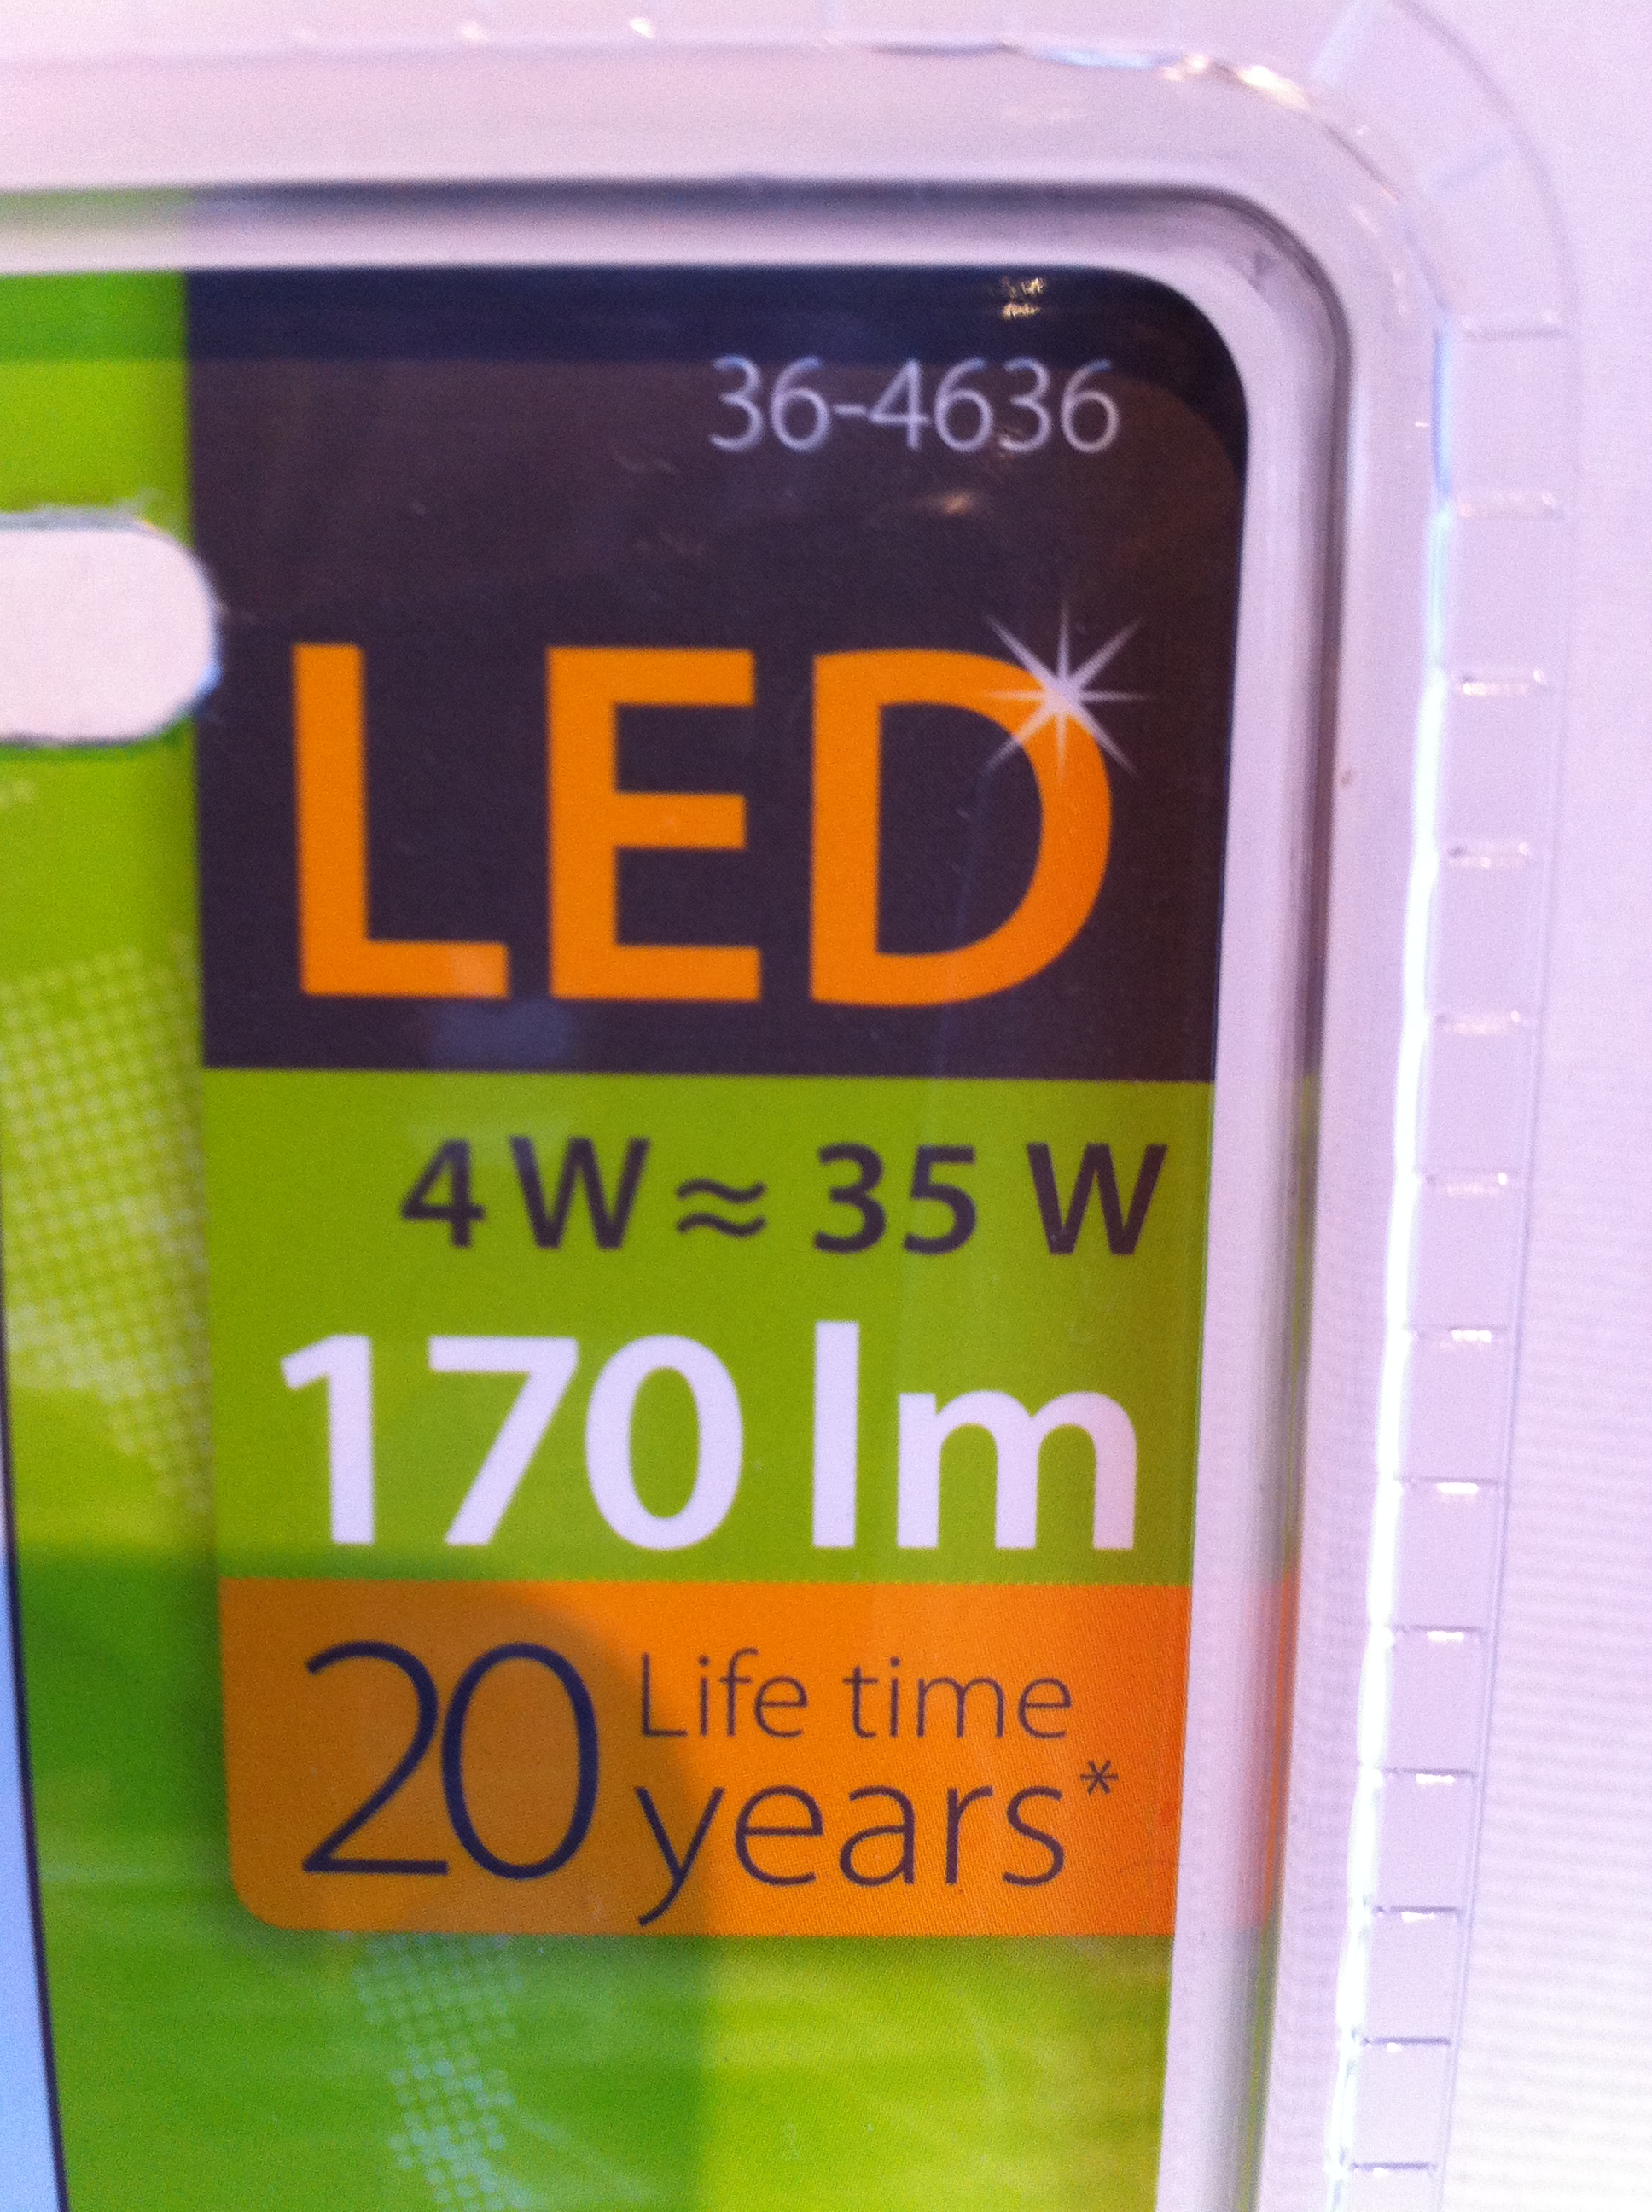 36-4636
LED
4 W ≈ 35 W
170 lm
20 Life time
years*